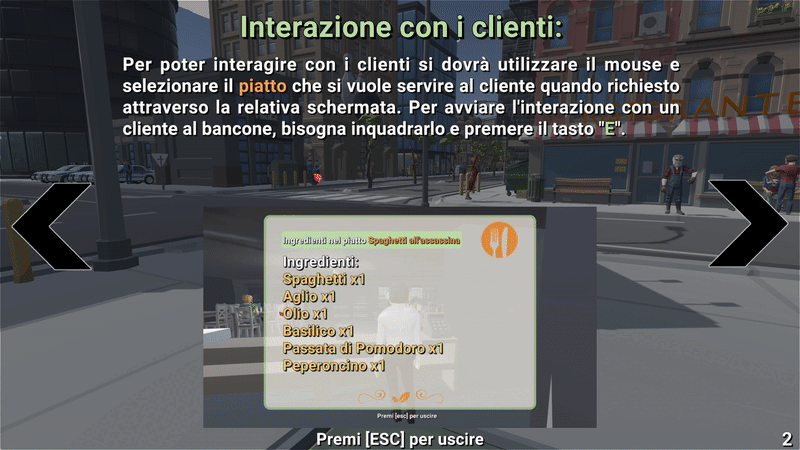 Interazione con i clienti:
Per poter interagire con i clienti si dovrà utilizzare il mouse e
selezionare il piatto che si vuole servire al cliente quando richiesto
attraverso la relativa schermata. Per avviare l'interazione con un
cliente al bancone, bisogna inquadrarlo e premere il tasto "E".
Ingredienti nel piatto Spaghetti all'assassina
Ingredienti:
Spaghetti x1
Aglio x1
Olio x1
Basilico x1
Passata di Pomodoro x1
Peperoncino x1
Premi [esc] per uscire
Premi [ESC] per uscire
2